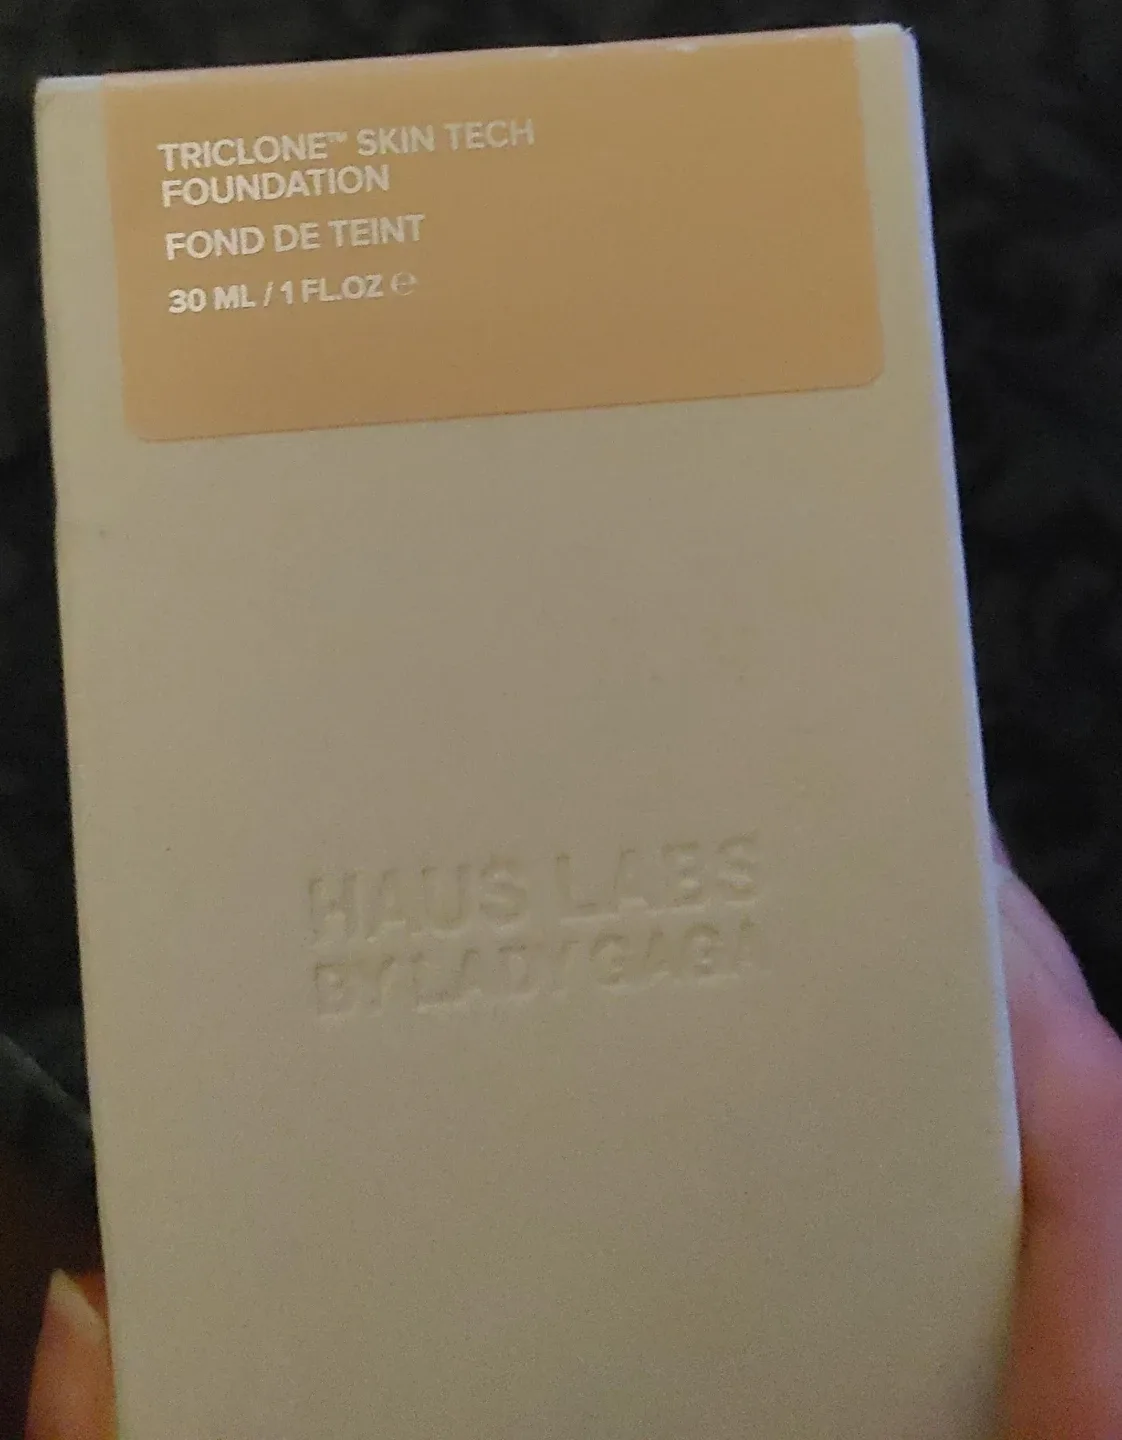 TRICLONE™ SKIN TECH
FOUNDATION
FOND DE TEINT
30 ML / 1 FL.OZ ℮
HAUS LABS
BY LADY GAGA